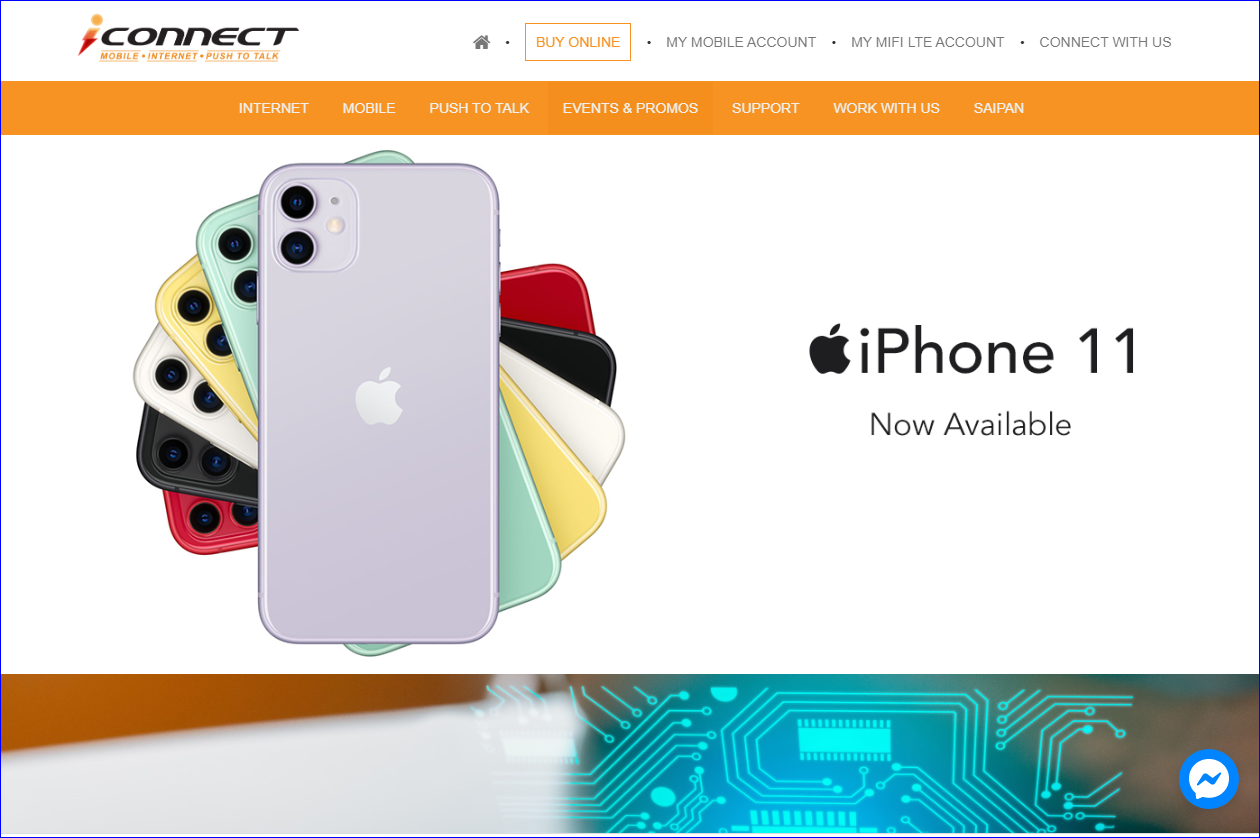 iCONNECT
MOBILE • INTERNET • PUSH TO TALK
• BUY ONLINE • MY MOBILE ACCOUNT • MY MIFI LTE ACCOUNT • CONNECT WITH US
INTERNET MOBILE PUSH TO TALK EVENTS & PROMOS SUPPORT WORK WITH US SAIPAN
iPhone 11
Now Available